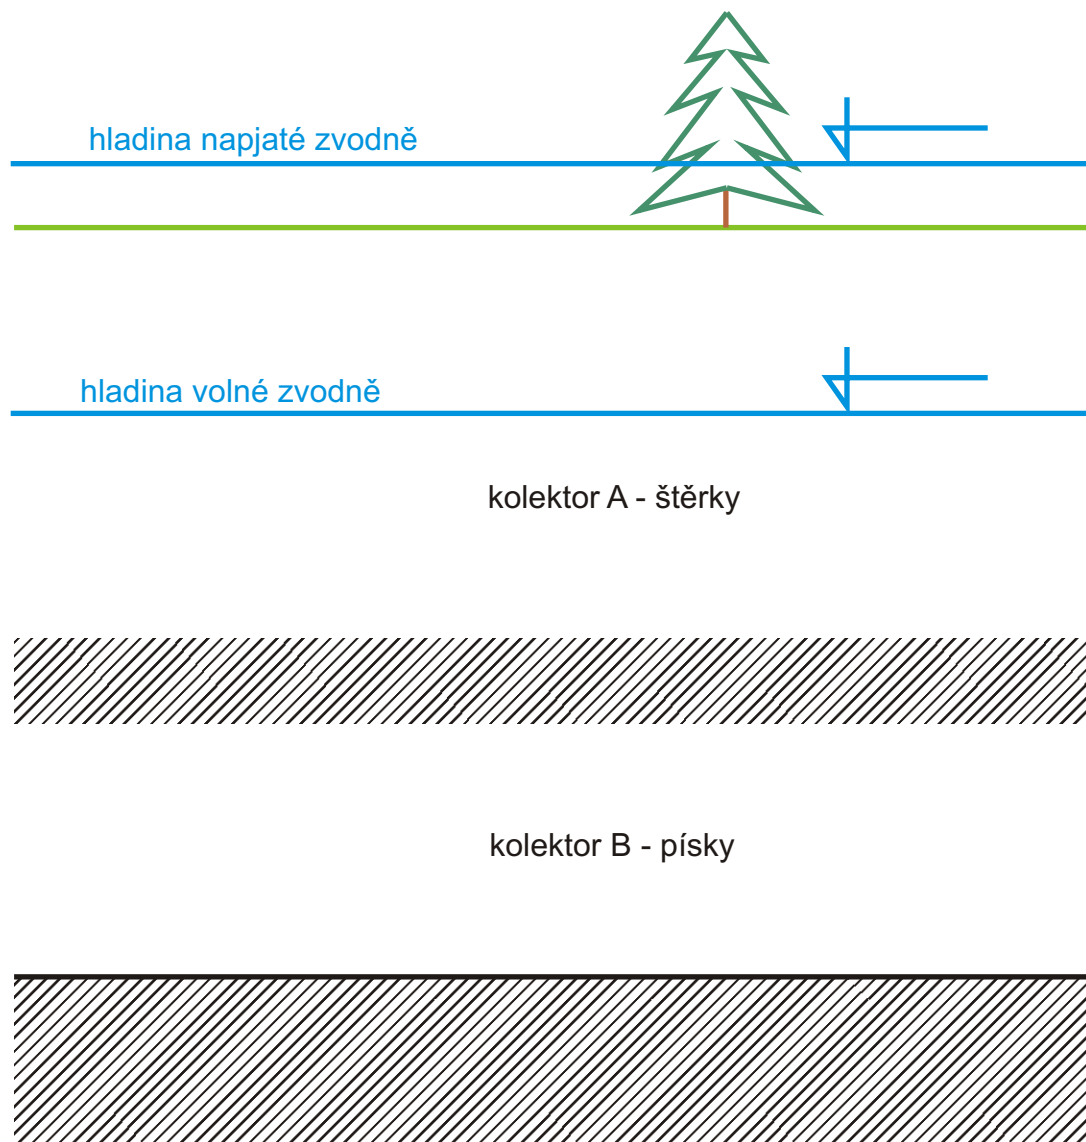 hladina napjaté zvodně
hladina volné zvodně
kolektor A - štěrky
kolektor B - písky